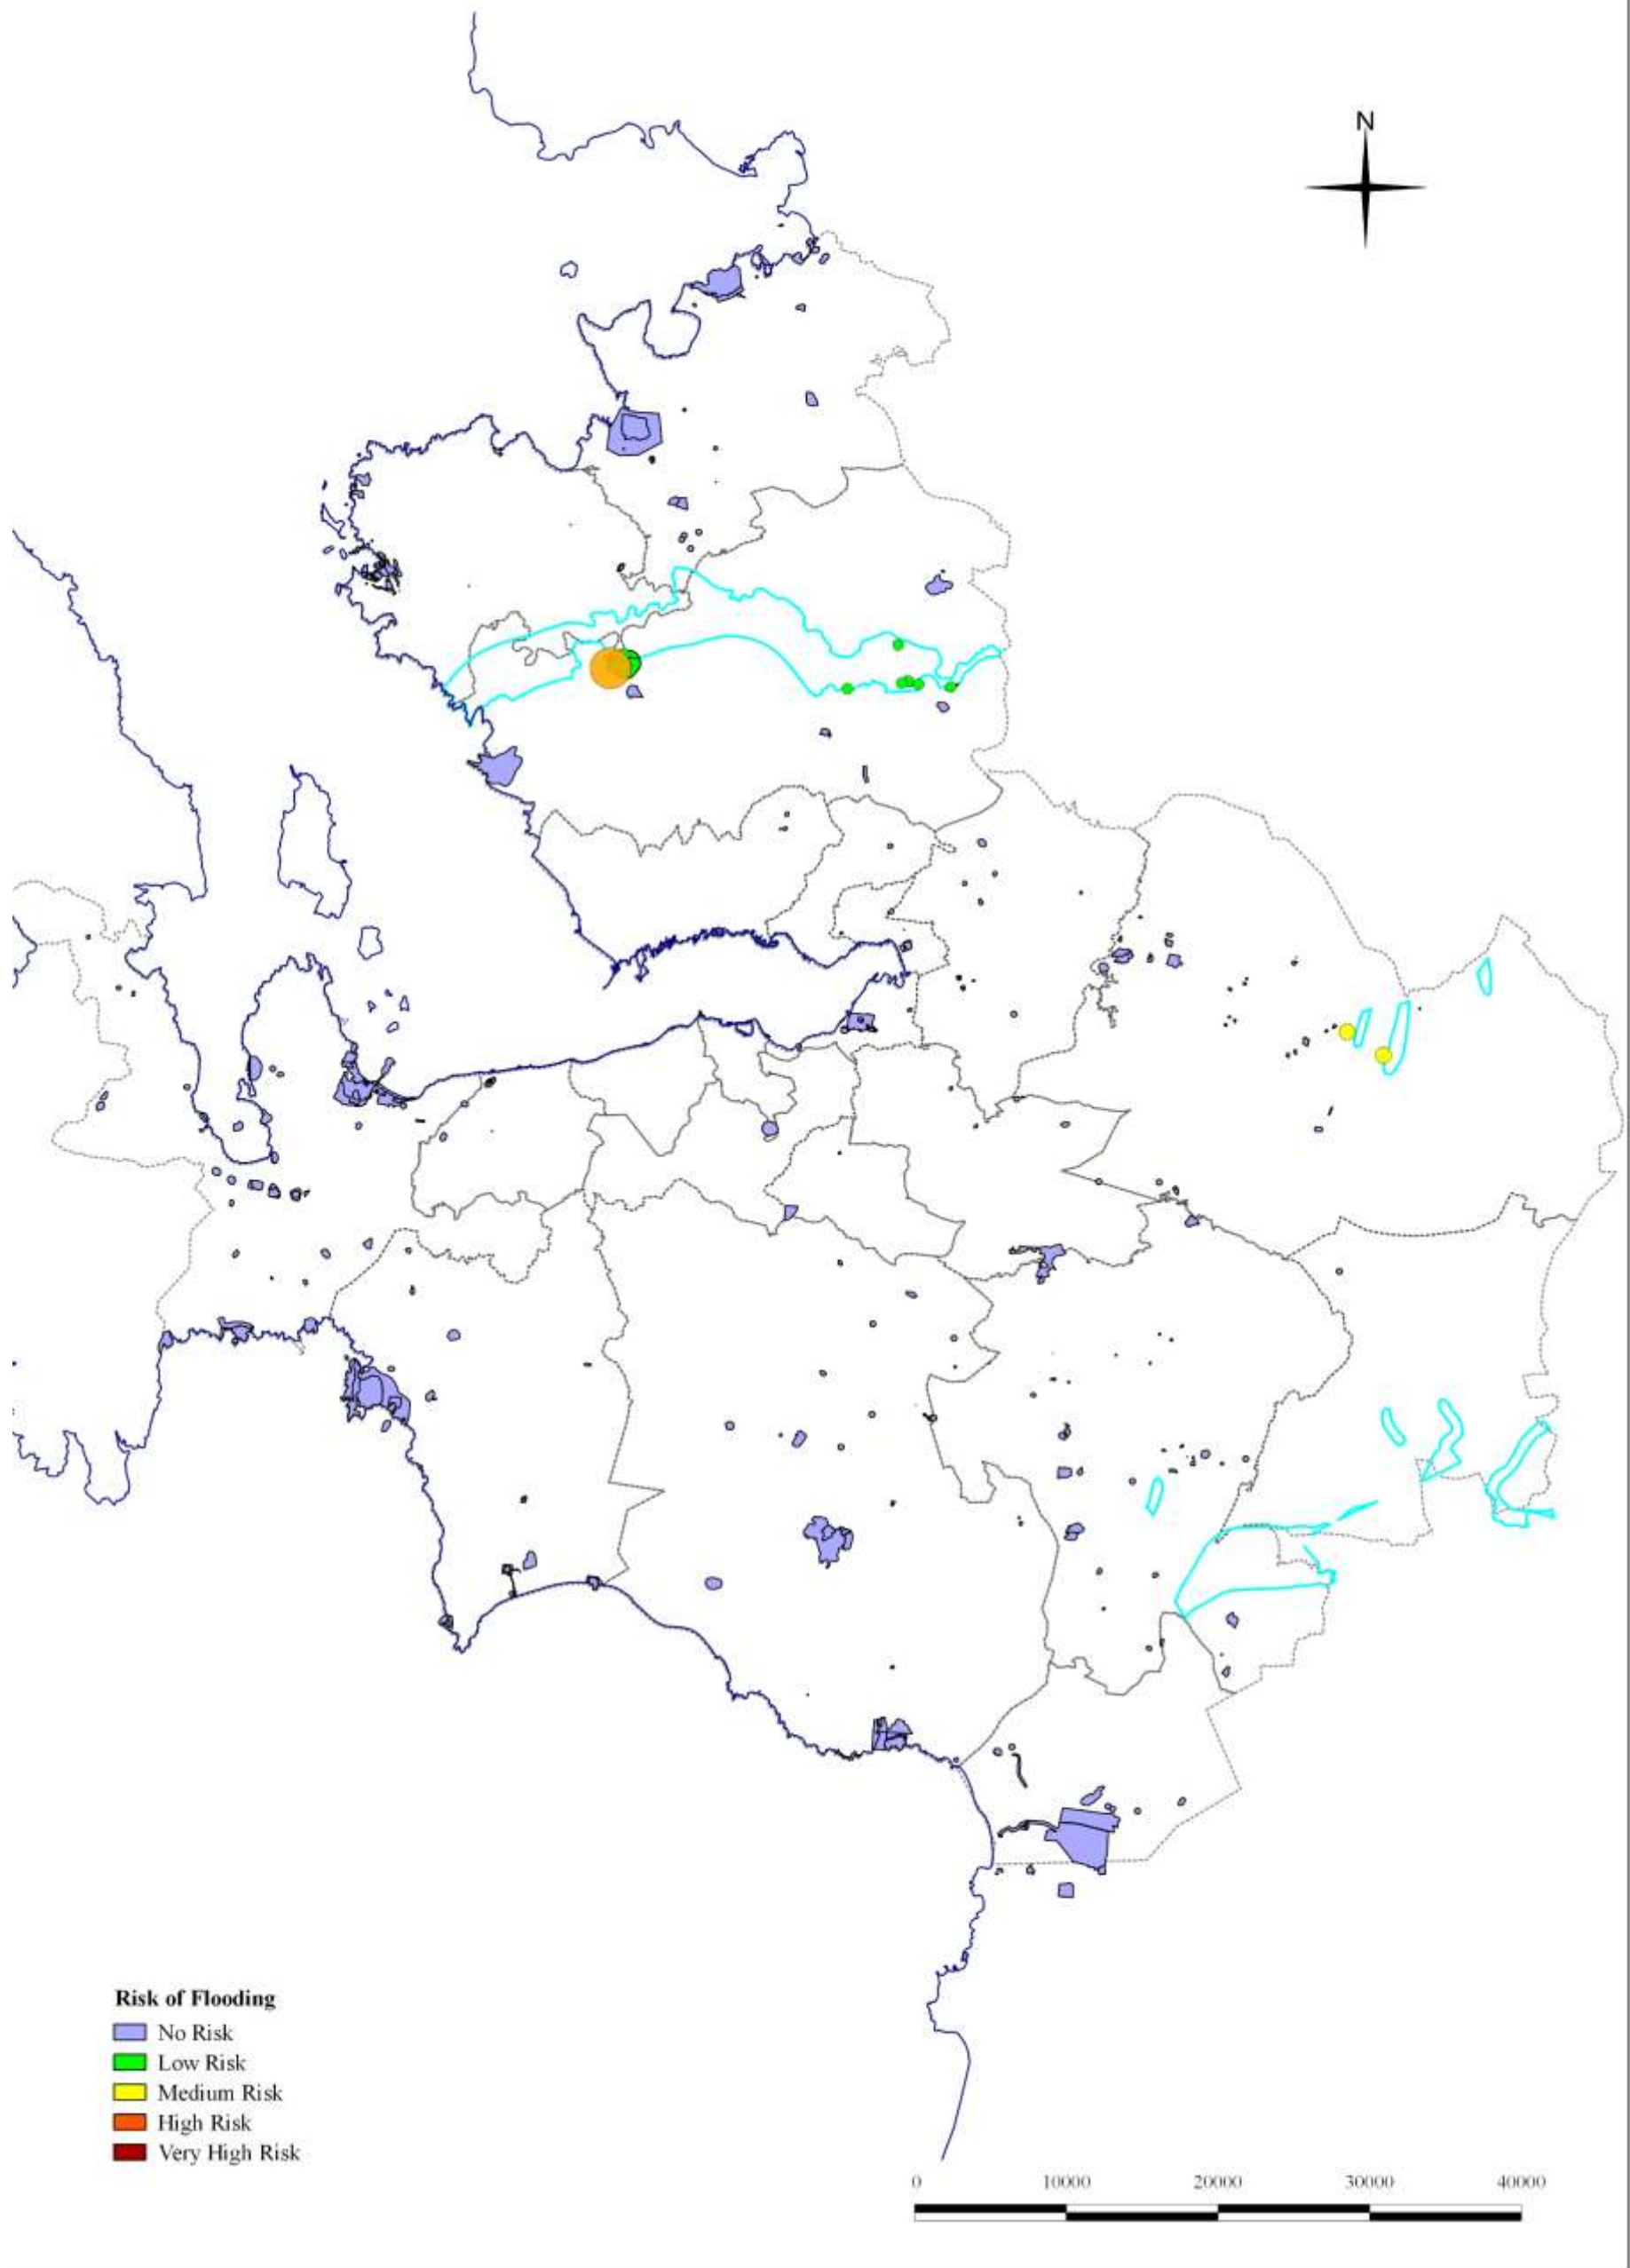 N
Risk of Flooding
No Risk
Low Risk
Medium Risk
High Risk
Very High Risk
0 10000 20000 30000 40000